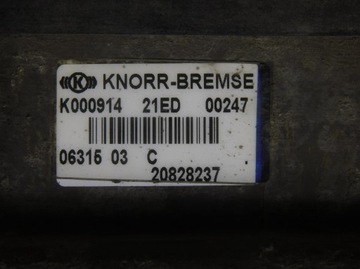 K KNORR-BREMSE
K000914 21ED 00247
06315 03 C
20828237